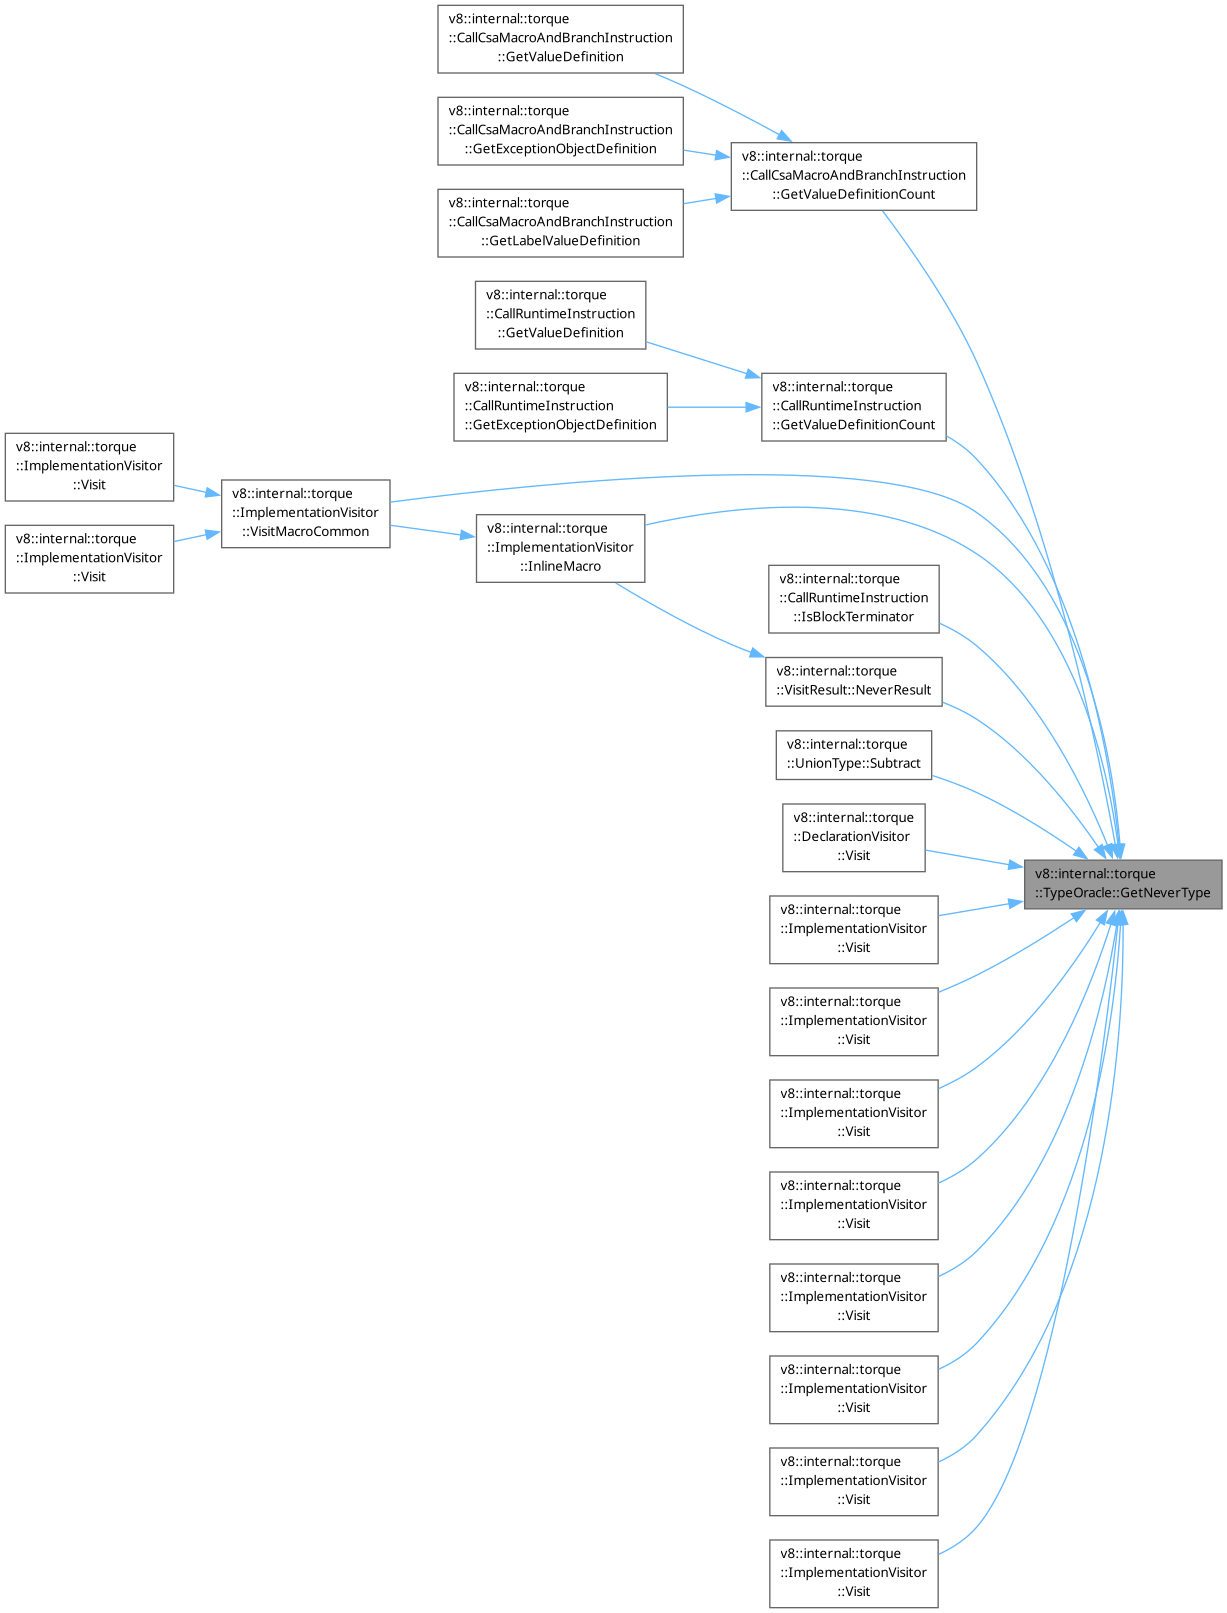 v8::internal::torque
::CallCsaMacroAndBranchInstruction
::GetValueDefinition
v8::internal::torque
::CallCsaMacroAndBranchInstruction
::GetExceptionObjectDefinition
v8::internal::torque
::CallCsaMacroAndBranchInstruction
::GetValueDefinitionCount
v8::internal::torque
::CallCsaMacroAndBranchInstruction
::GetLabelValueDefinition
v8::internal::torque
::CallRuntimeInstruction
::GetValueDefinition
v8::internal::torque
::CallRuntimeInstruction
::GetExceptionObjectDefinition
v8::internal::torque
::CallRuntimeInstruction
::GetValueDefinitionCount
v8::internal::torque
::ImplementationVisitor
::Visit
v8::internal::torque
::ImplementationVisitor
::VisitMacroCommon
v8::internal::torque
::ImplementationVisitor
::Visit
v8::internal::torque
::ImplementationVisitor
::InlineMacro
v8::internal::torque
::CallRuntimeInstruction
::IsBlockTerminator
v8::internal::torque
::VisitResult::NeverResult
v8::internal::torque
::UnionType::Subtract
v8::internal::torque
::DeclarationVisitor
::Visit
v8::internal::torque
::TypeOracle::GetNeverType
v8::internal::torque
::ImplementationVisitor
::Visit
v8::internal::torque
::ImplementationVisitor
::Visit
v8::internal::torque
::ImplementationVisitor
::Visit
v8::internal::torque
::ImplementationVisitor
::Visit
v8::internal::torque
::ImplementationVisitor
::Visit
v8::internal::torque
::ImplementationVisitor
::Visit
v8::internal::torque
::ImplementationVisitor
::Visit
v8::internal::torque
::ImplementationVisitor
::Visit